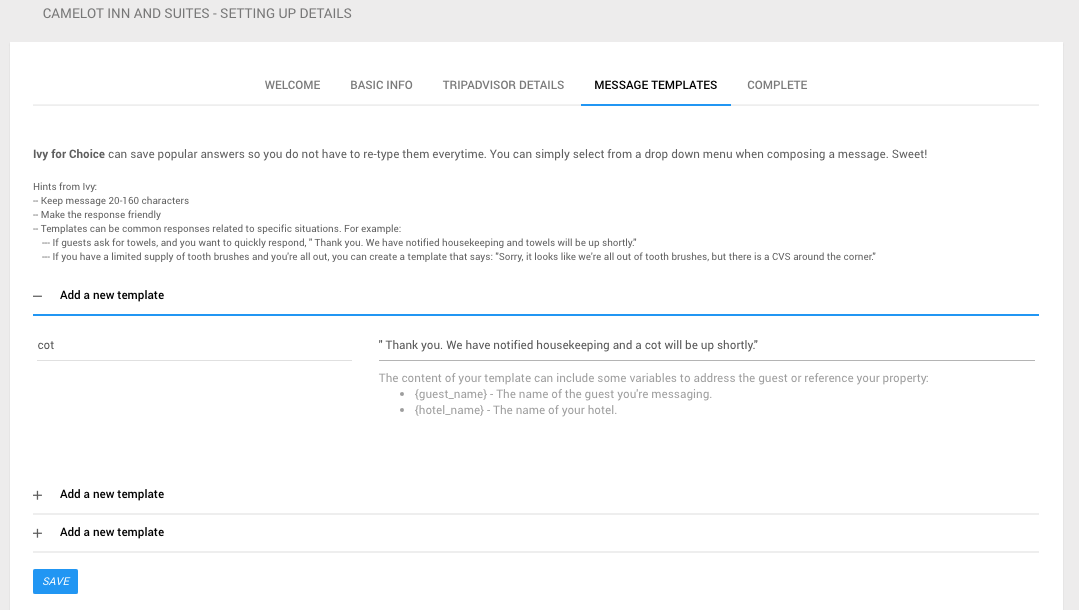 CAMELOT INN AND SUITES - SETTING UP DETAILS
WELCOME BASIC INFO TRIPADVISOR DETAILS MESSAGE TEMPLATES COMPLETE
Ivy for Choice can save popular answers so you do not have to re-type them everytime. You can simply select from a drop down menu when composing a message. Sweet!
Hints from Ivy:
-- Keep message 20-160 characters
-- Make the response friendly
-- Templates can be common responses related to specific situations. For example:
--- If guests ask for towels, and you want to quickly respond, " Thank you. We have notified housekeeping and towels will be up shortly."
--- If you have a limited supply of tooth brushes and you're all out, you can create a template that says: "Sorry, it looks like we're all out of tooth brushes, but there is a CVS around the corner."
– Add a new template
cot " Thank you. We have notified housekeeping and a cot will be up shortly."
The content of your template can include some variables to address the guest or reference your property:
• {guest_name} - The name of the guest you're messaging.
• {hotel_name} - The name of your hotel.
+ Add a new template
+ Add a new template
SAVE